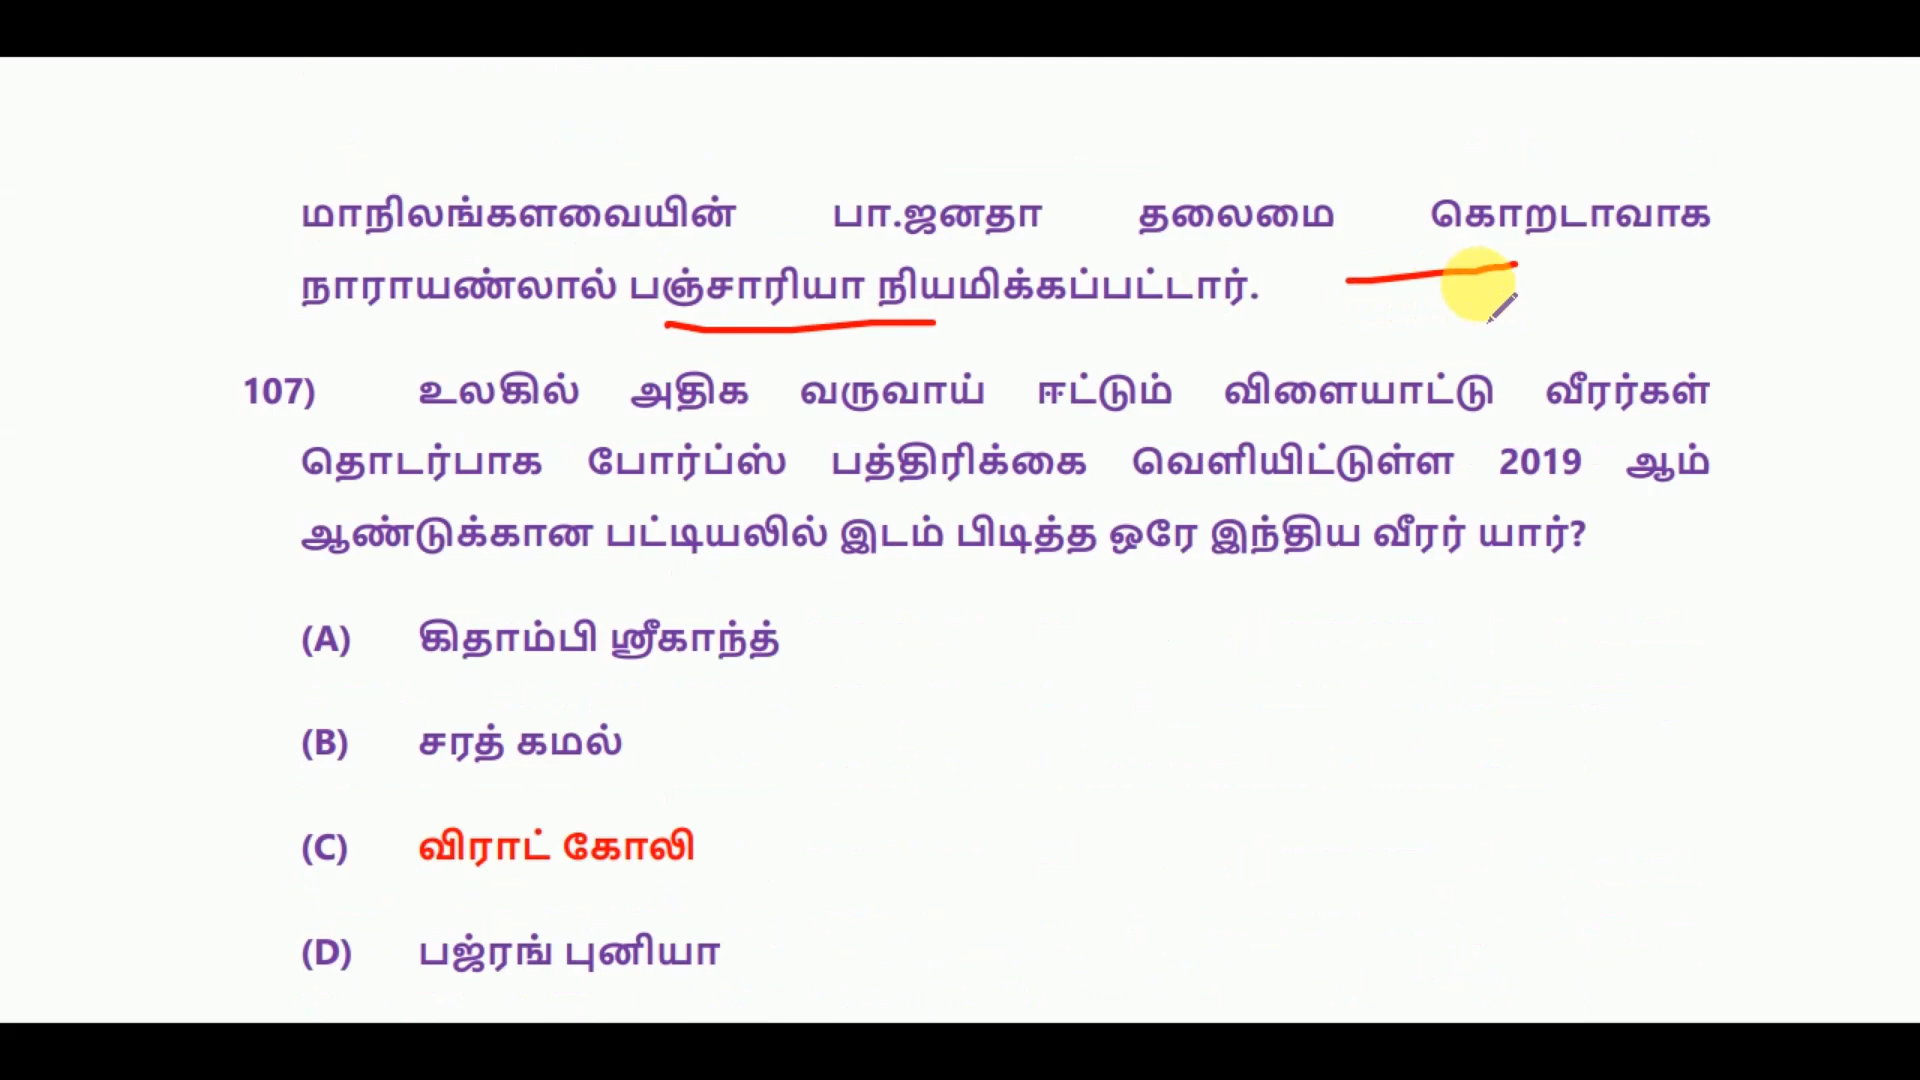 மாநிலங்களவையின் பா.ஜனதா தலைமை கொறடாவாக
நாராயண்லால் பஞ்சாரியா நியமிக்கப்பட்டார்.
107) உலகில் அதிக வருவாய் ஈட்டும் விளையாட்டு வீரர்கள்
தொடர்பாக போர்ப்ஸ் பத்திரிக்கை வெளியிட்டுள்ள 2019 ஆம்
ஆண்டுக்கான பட்டியலில் இடம் பிடித்த ஒரே இந்திய வீரர் யார்?
(A) கிதாம்பி ஸ்ரீகாந்த்
(B) சரத் கமல்
(C) விராட் கோலி
(D) பஜ்ரங் புனியா